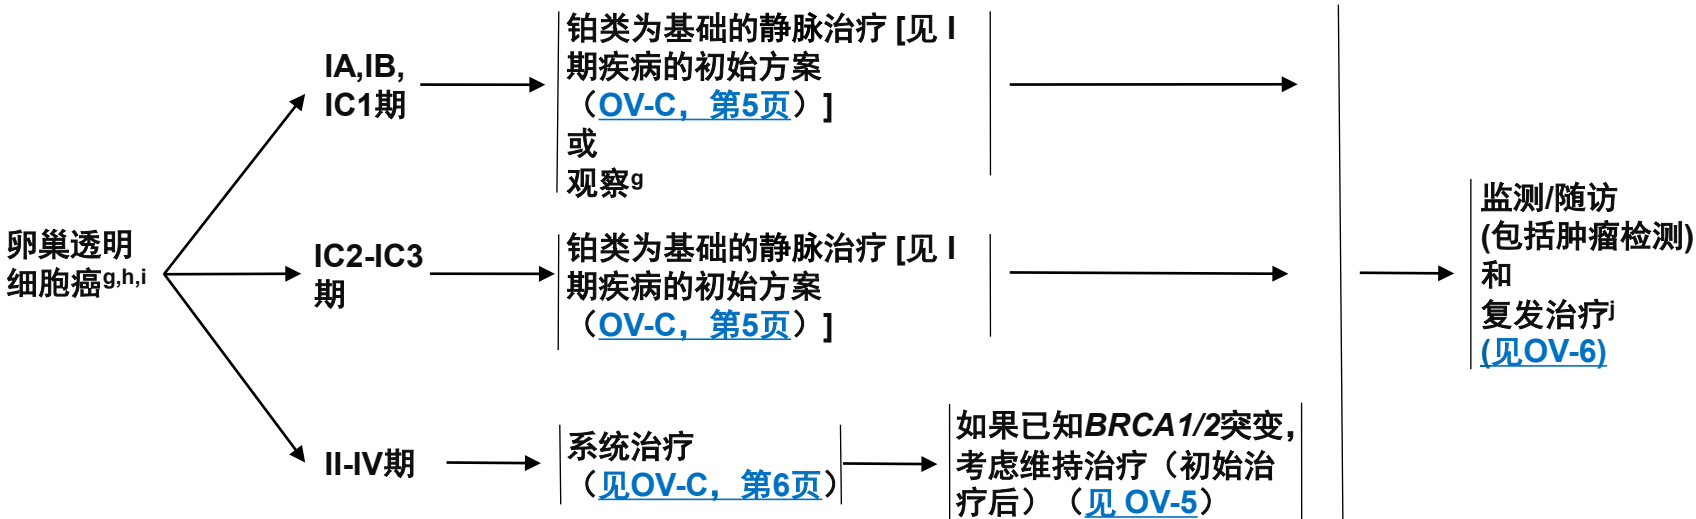 卵巢透明
细胞癌g,h,i
IA,IB,
IC1期
铂类为基础的静脉治疗 [见 I
期疾病的初始方案
（OV-C，第5页）]
或
观察g
IC2-IC3
期
铂类为基础的静脉治疗 [见 I
期疾病的初始方案
（OV-C，第5页）]
II-IV期
系统治疗
（见OV-C，第6页）
如果已知BRCA1/2突变，
考虑维持治疗（初始治
疗后）（见 OV-5）
监测/随访
(包括肿瘤检测)
和
复发治疗j
(见OV-6)